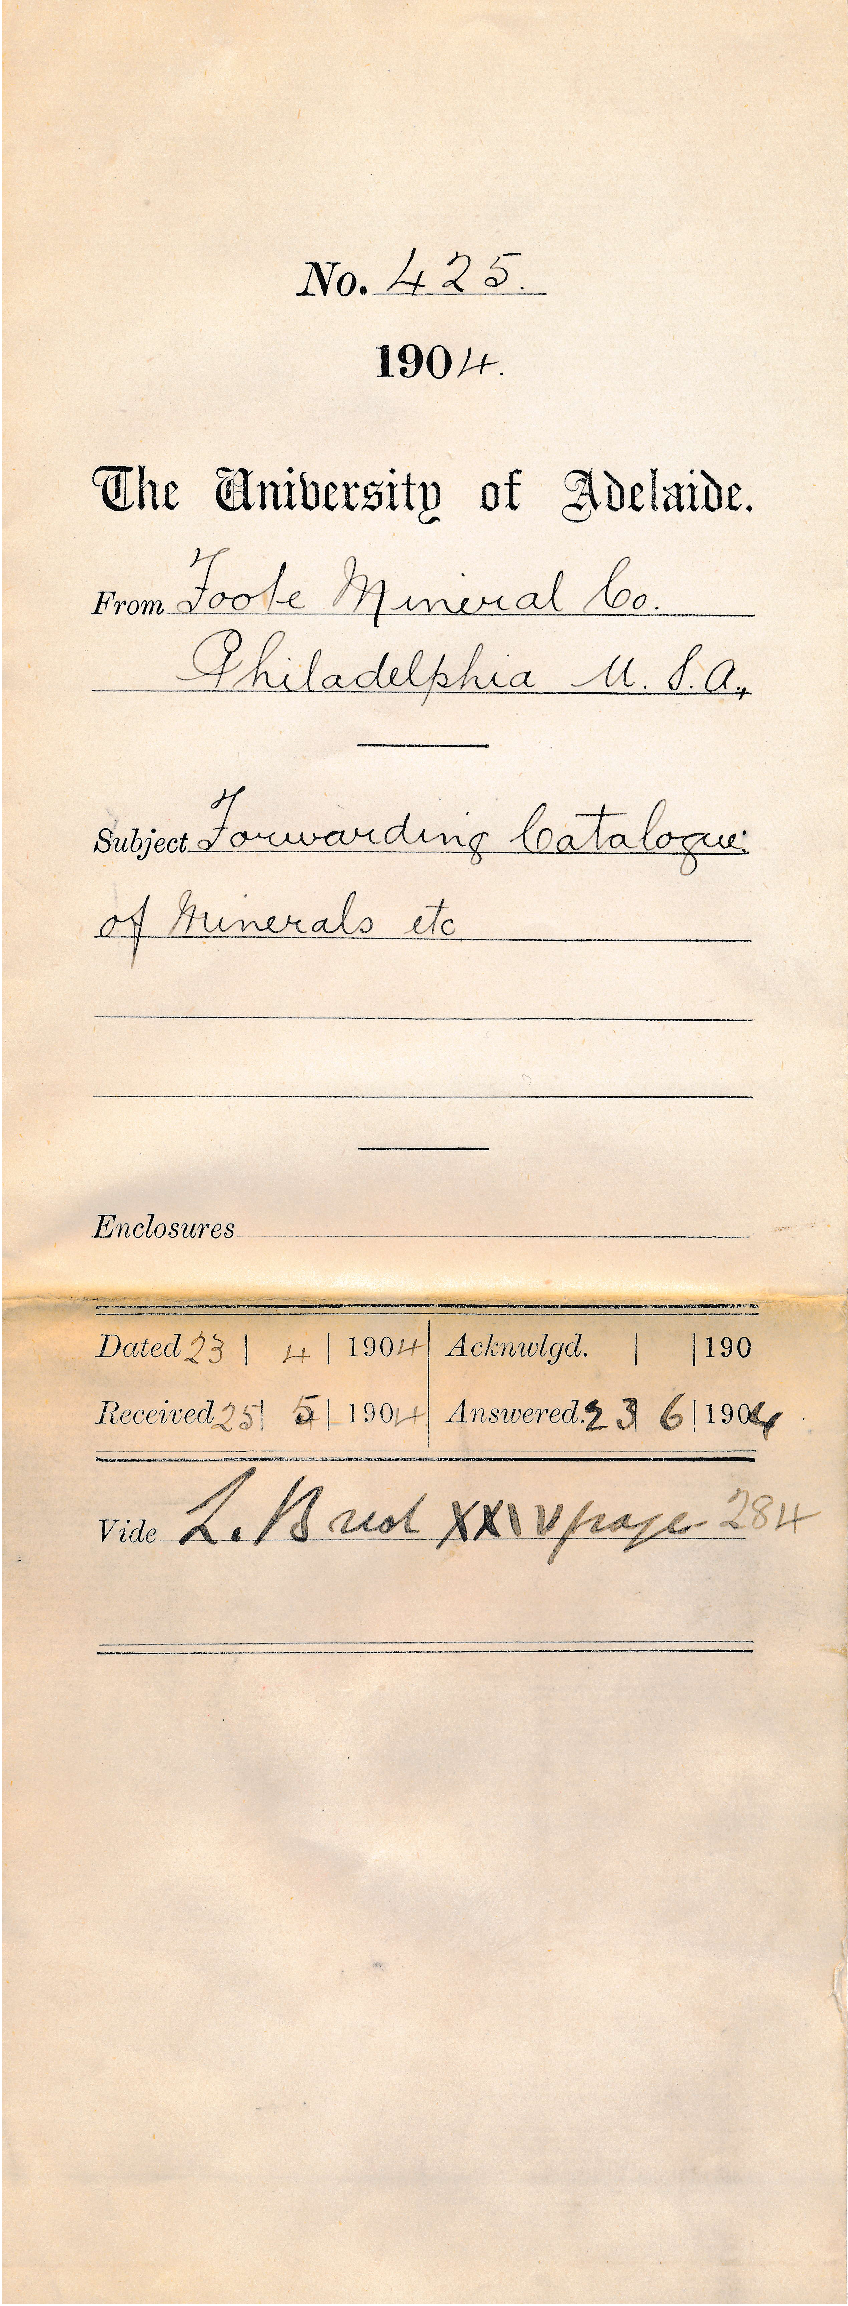 No. 425.
1904.
The University of Adelaide.
From Foote Mineral Co.
Philadelphia U. S. A.,
Subject Forwarding Catalogue
of Minerals etc
Enclosures
Dated 23 | 4 | 1904 | Acknwlgd. | | 190
Received 25 | 5 | 1904 | Answered. 23 | 6 | 1904
Vide L. B vol XXIV page 284